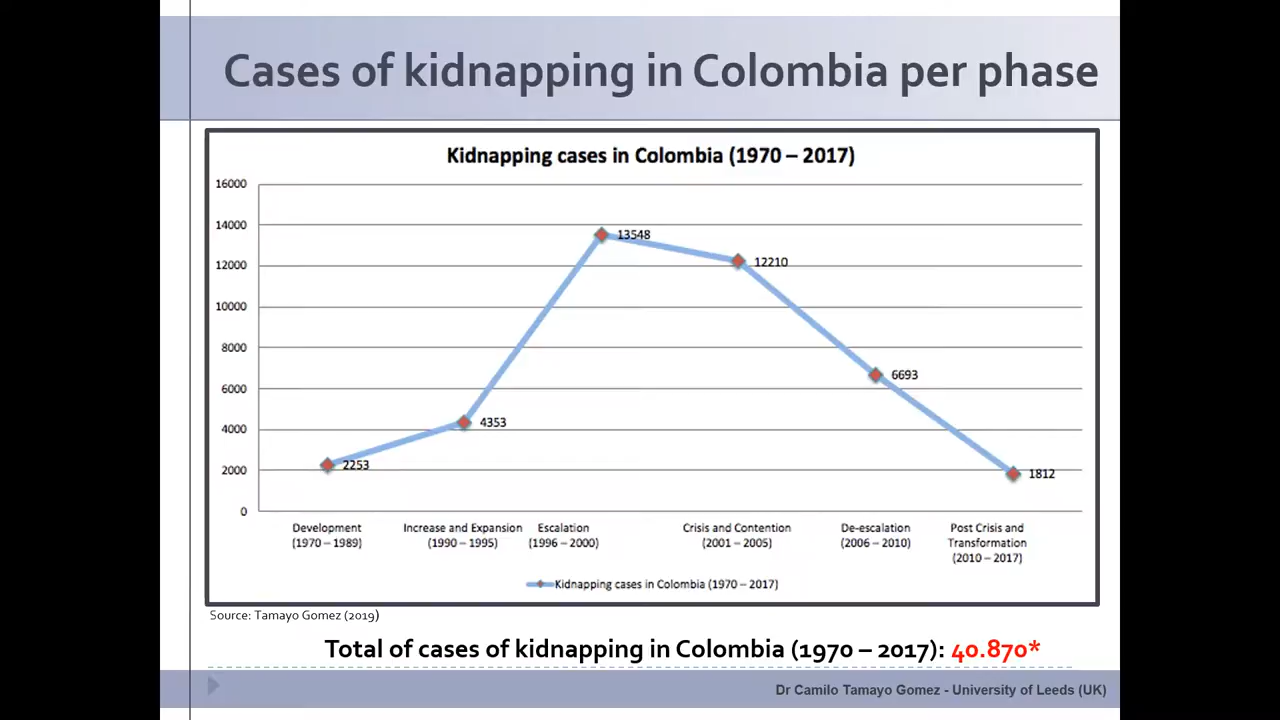 Cases of kidnapping in Colombia per phase
Kidnapping cases in Colombia (1970 – 2017)
16000
14000
12000
10000
8000
6000
4000
2000
0
2253
4353
13548
12210
6693
1812
Development
(1970 – 1989)
Increase and Expansion
(1990 – 1995)
Escalation
(1996 – 2000)
Crisis and Contention
(2001 – 2005)
De-escalation
(2006 – 2010)
Post Crisis and
Transformation
(2010 – 2017)
Kidnapping cases in Colombia (1970 – 2017)
Source: Tamayo Gomez (2019)
Total of cases of kidnapping in Colombia (1970 – 2017): 40.870*
Dr Camilo Tamayo Gomez - University of Leeds (UK)